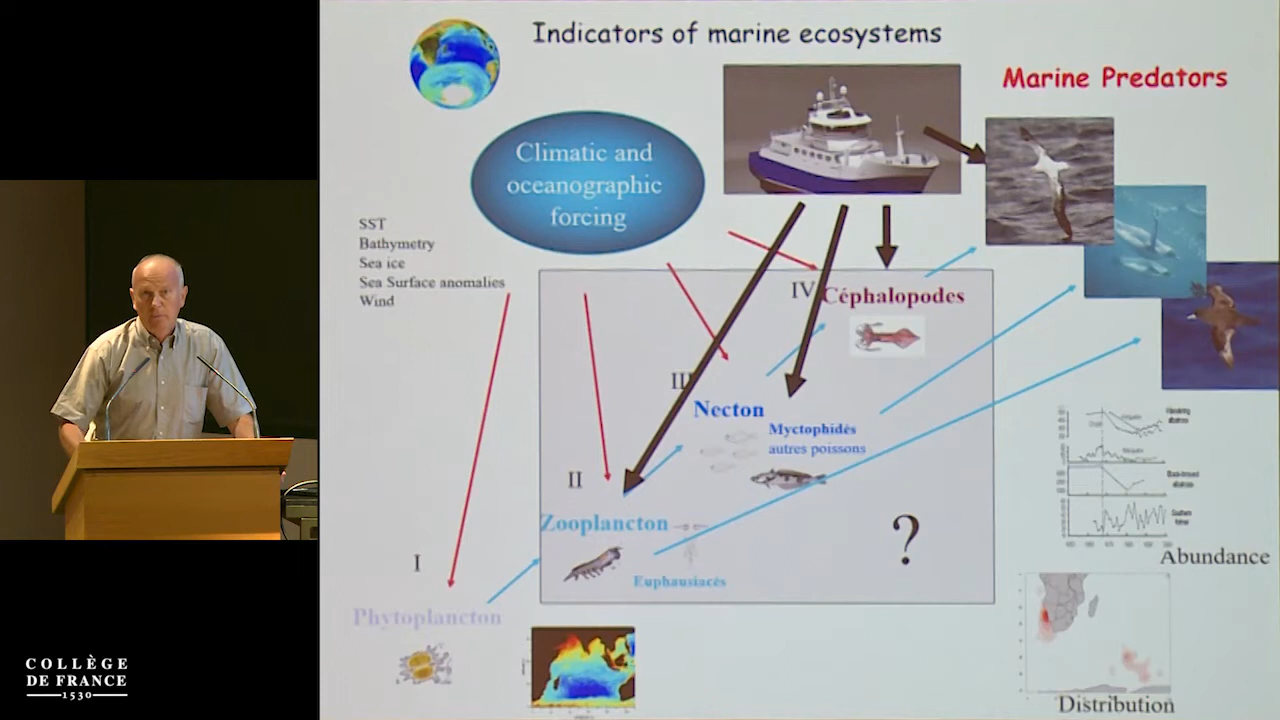 Indicators of marine ecosystems
Marine Predators
Climatic and
oceanographic
forcing
SST
Bathymetry
Sea ice
Sea Surface anomalies
Wind
IV
Céphalopodes
III
Necton
Myctophidés
autres poissons
II
Zooplancton
Euphausiacés
?
I
Phytoplancton
Abundance
Distribution
COLLÈGE
DE FRANCE
1530